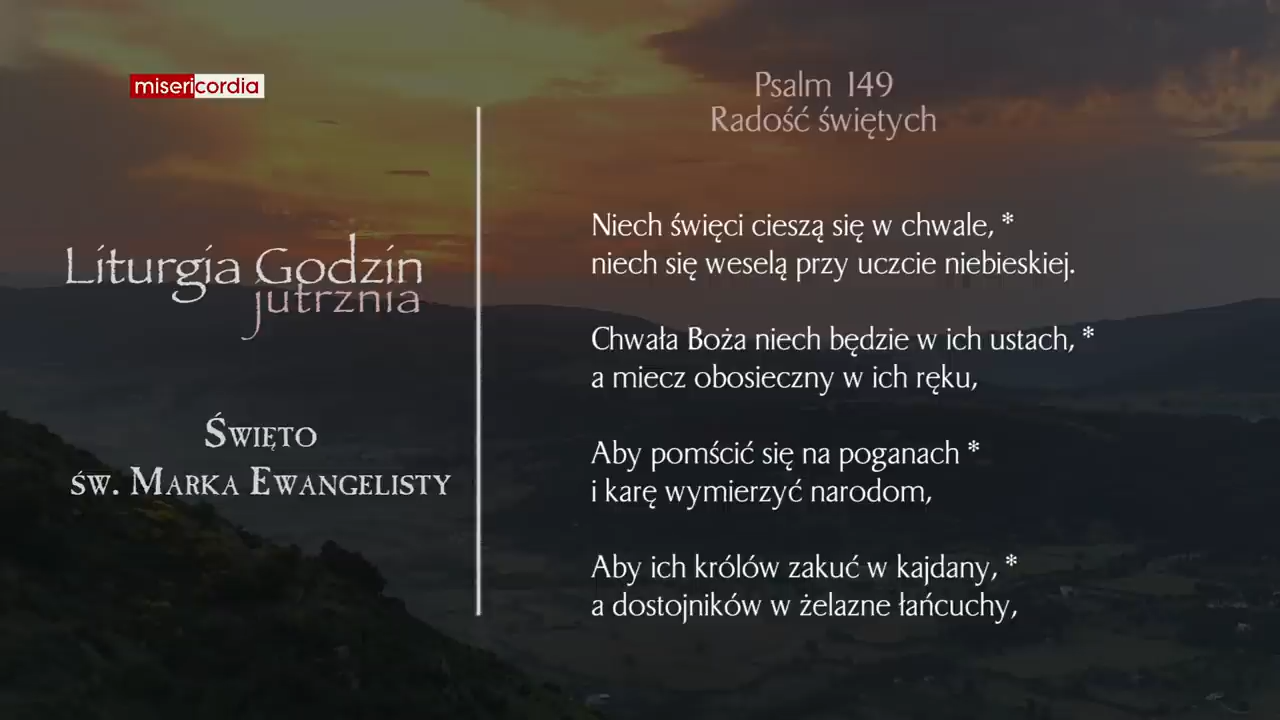 misericordia
Liturgia Godzin
jutrznia
Święto
św. Marka Ewangelisty
Psalm 149
Radość świętych
Niech święci cieszą się w chwale, *
niech się weselą przy uczcie niebieskiej.
Chwała Boża niech będzie w ich ustach, *
a miecz obosieczny w ich ręku,
Aby pomścić się na poganach *
i karę wymierzyć narodom,
Aby ich królów zakuć w kajdany, *
a dostojników w żelazne łańcuchy,